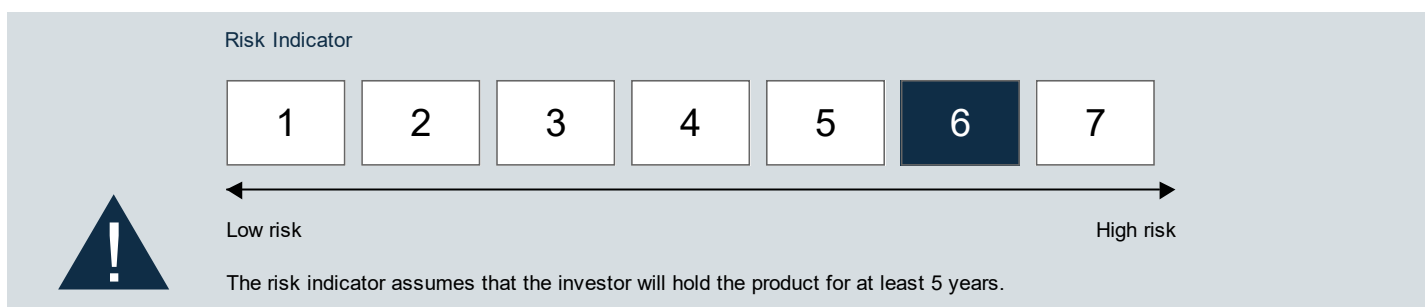 Risk Indicator
1 2 3 4 5 6 7
Low risk High risk
!
The risk indicator assumes that the investor will hold the product for at least 5 years.